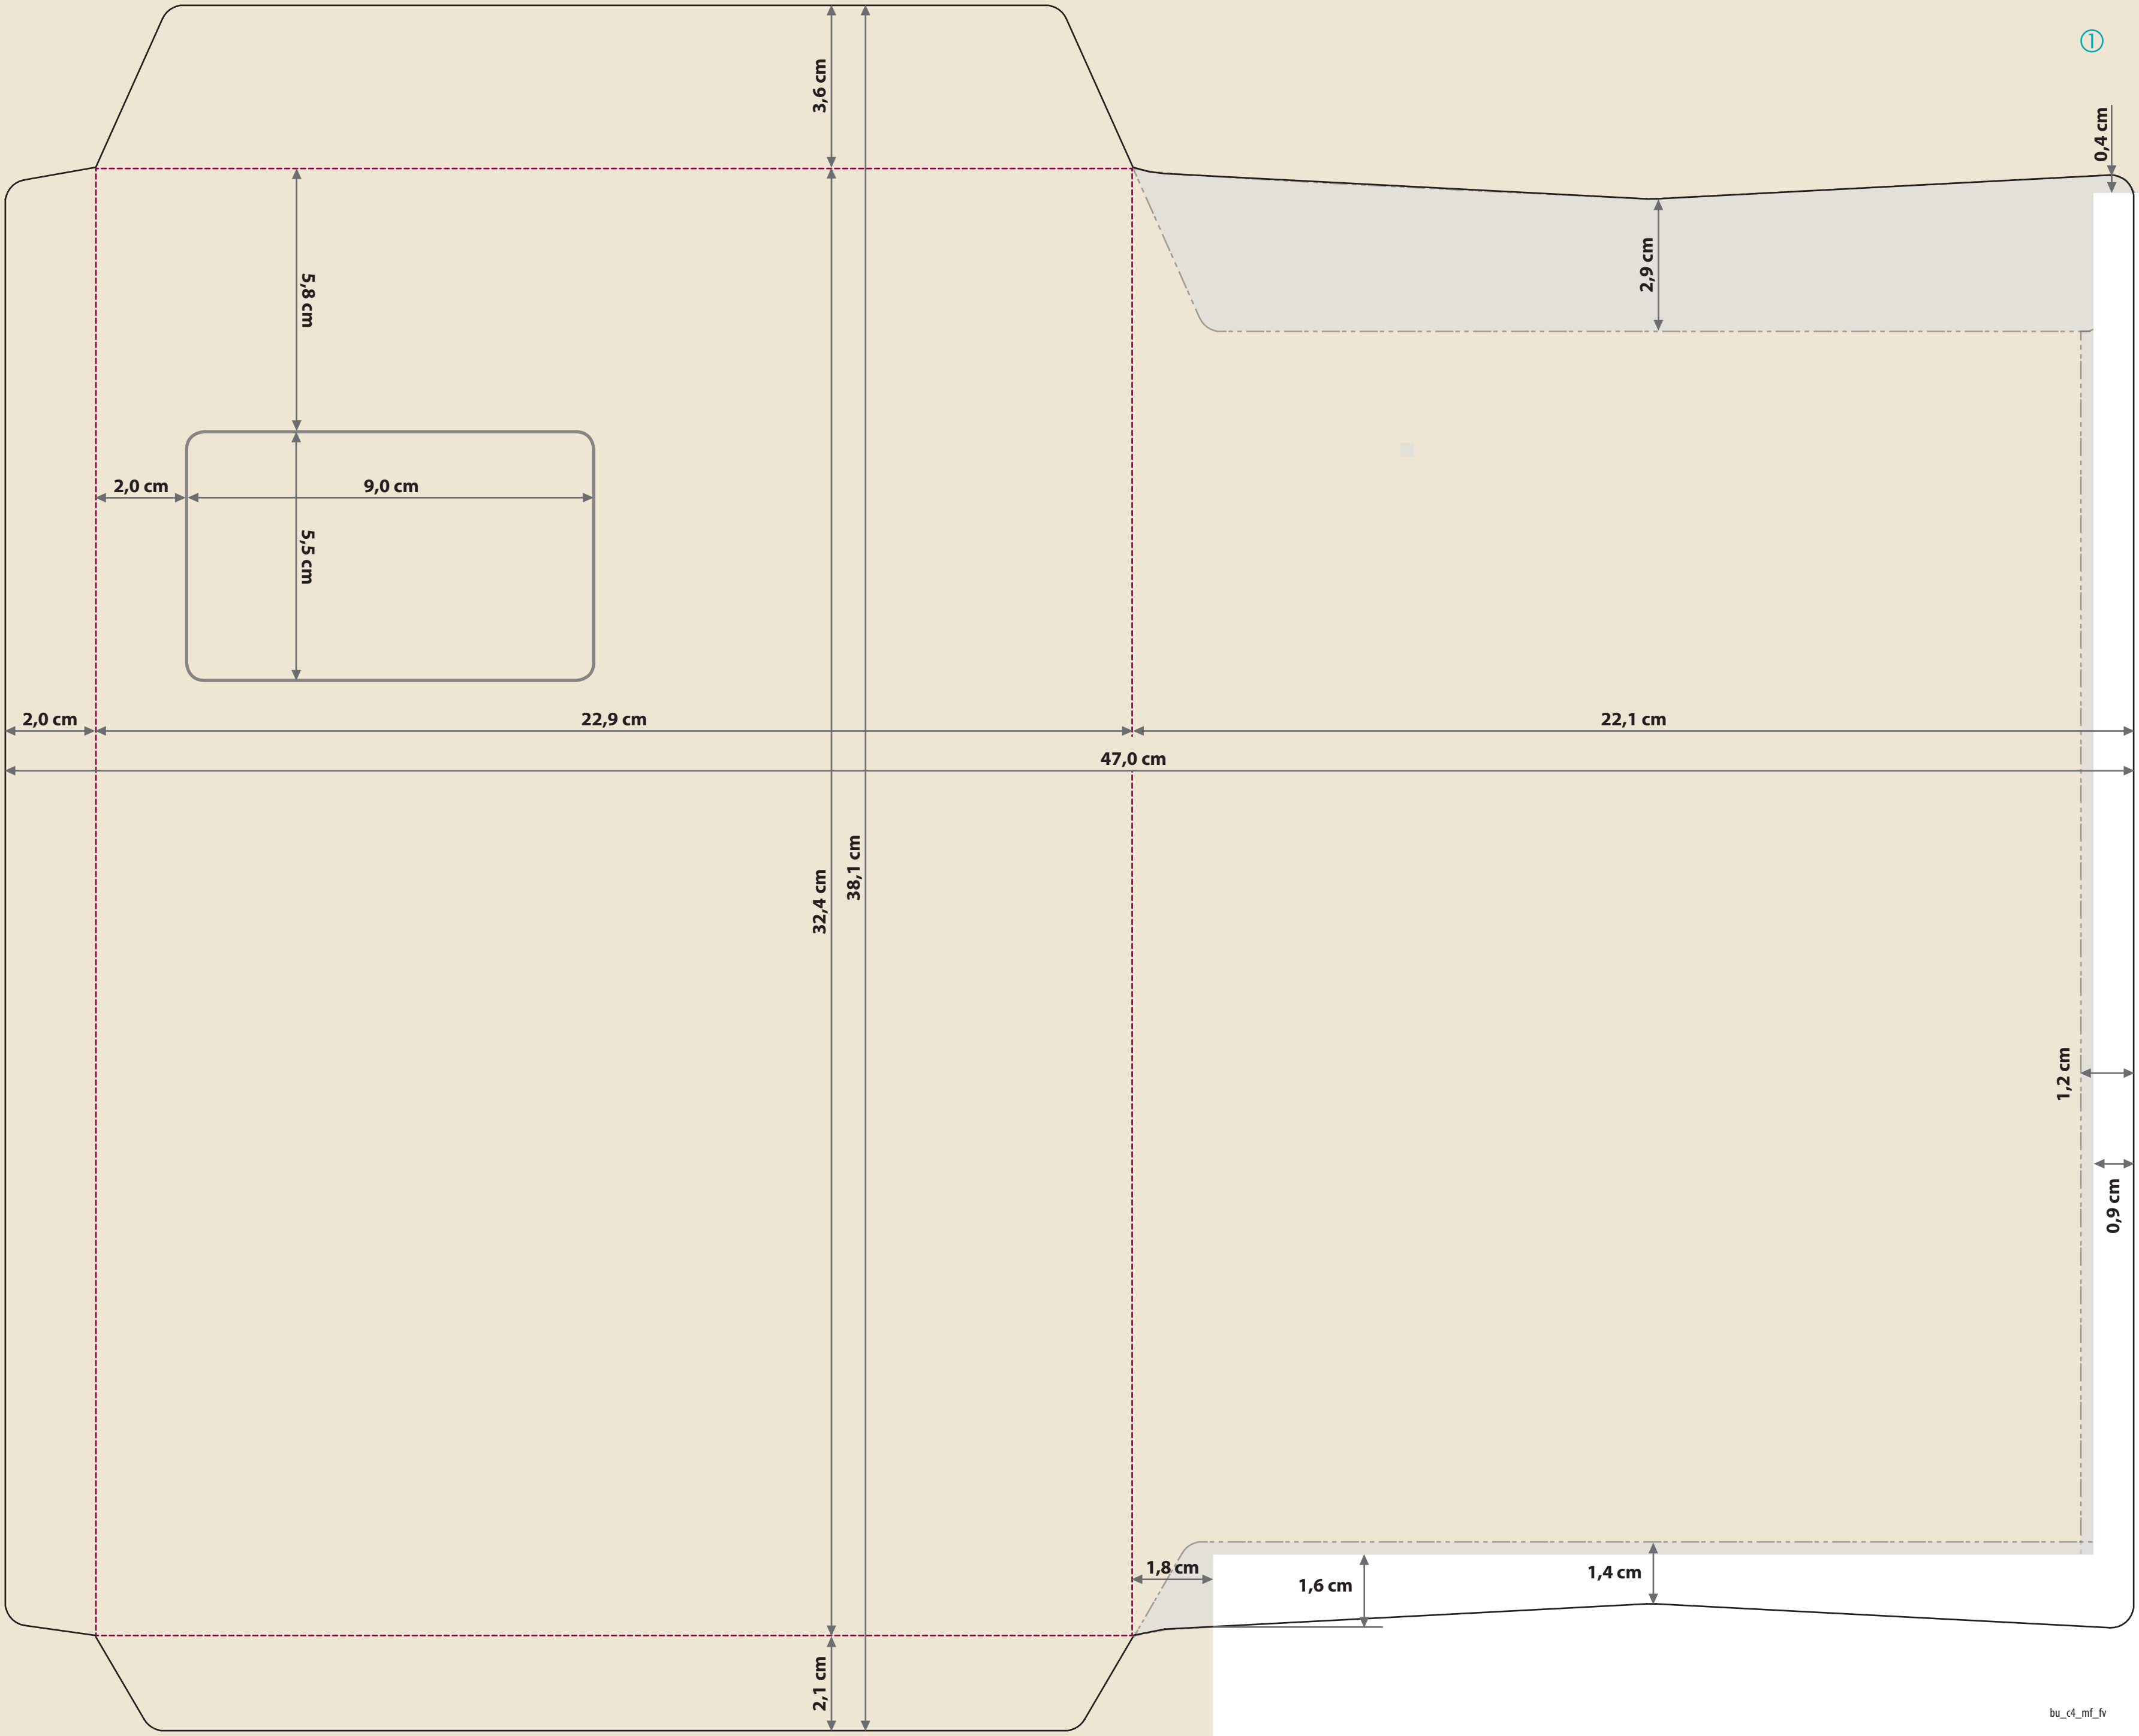 ①
3,6 cm
0,4 cm
2,9 cm
5,8 cm
2,0 cm
9,0 cm
5,5 cm
2,0 cm
22,9 cm
22,1 cm
47,0 cm
32,4 cm
38,1 cm
1,2 cm
0,9 cm
1,8 cm
1,6 cm
1,4 cm
2,1 cm
bu_c4_mf_fv